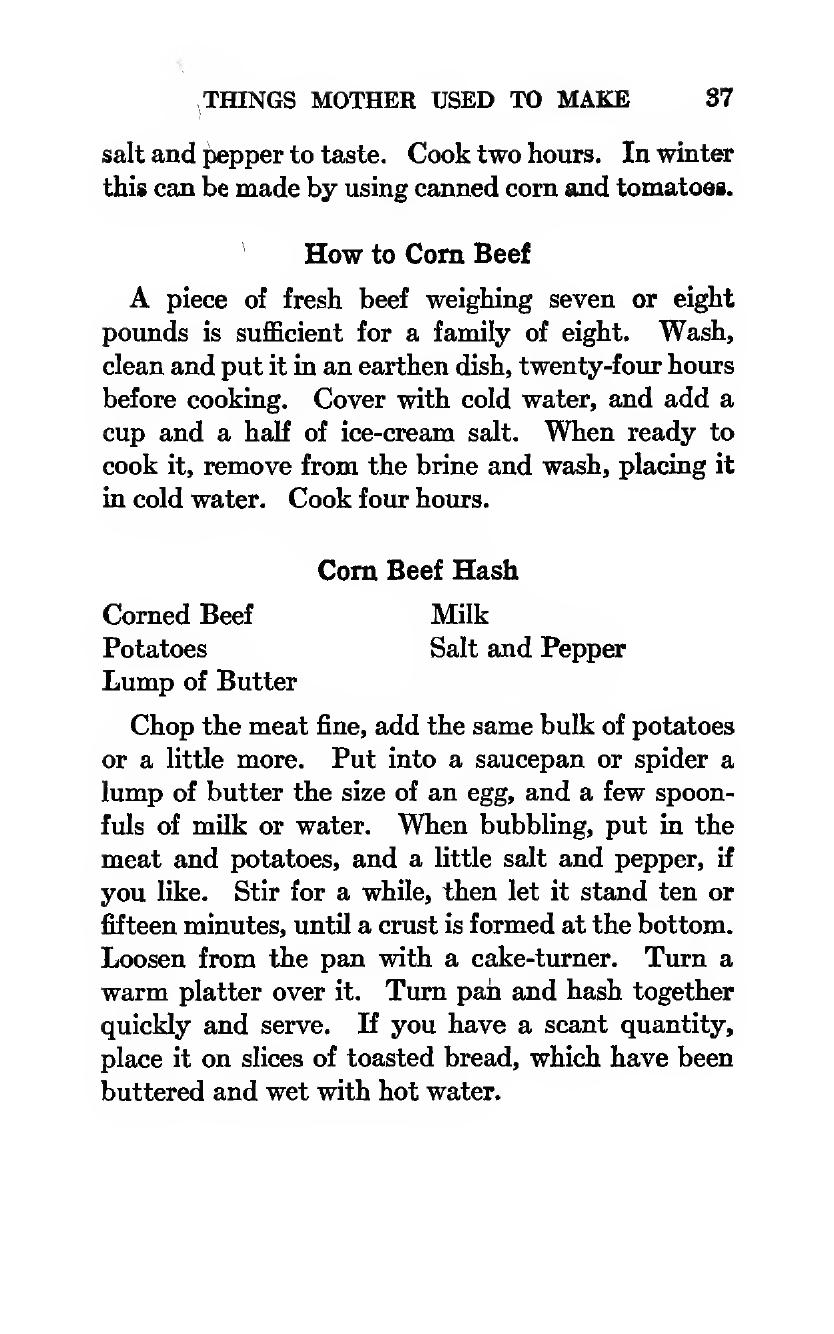 THINGS MOTHER USED TO MAKE 37
salt and pepper to taste. Cook two hours. In winter
this can be made by using canned corn and tomatoes.
How to Corn Beef
A piece of fresh beef weighing seven or eight
pounds is sufficient for a family of eight. Wash,
clean and put it in an earthen dish, twenty-four hours
before cooking. Cover with cold water, and add a
cup and a half of ice-cream salt. When ready to
cook it, remove from the brine and wash, placing it
in cold water. Cook four hours.
Corn Beef Hash
Corned Beef Milk
Potatoes Salt and Pepper
Lump of Butter
Chop the meat fine, add the same bulk of potatoes
or a little more. Put into a saucepan or spider a
lump of butter the size of an egg, and a few spoon-
fuls of milk or water. When bubbling, put in the
meat and potatoes, and a little salt and pepper, if
you like. Stir for a while, then let it stand ten or
fifteen minutes, until a crust is formed at the bottom.
Loosen from the pan with a cake-turner. Turn a
warm platter over it. Turn pan and hash together
quickly and serve. If you have a scant quantity,
place it on slices of toasted bread, which have been
buttered and wet with hot water.